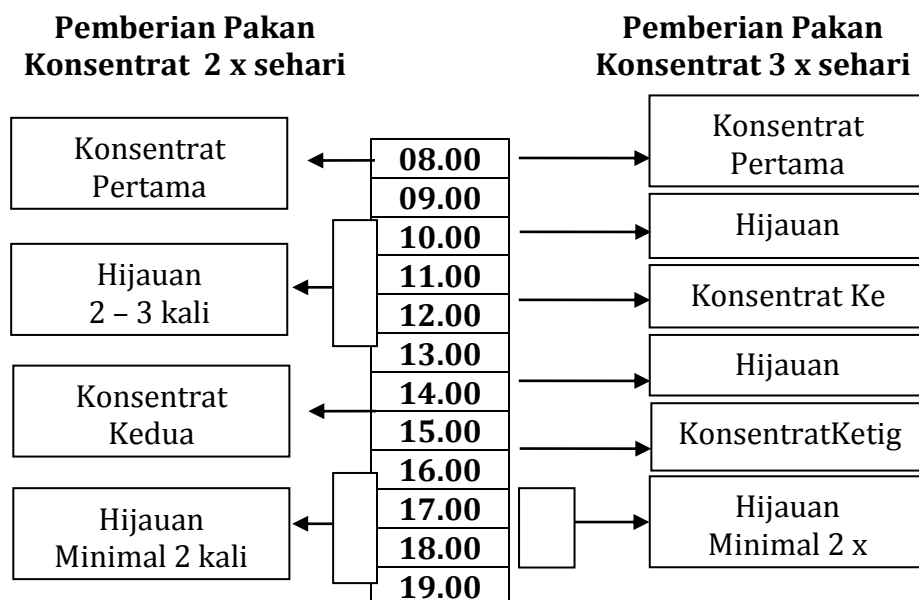 Pemberian Pakan
Konsentrat 2 x sehari
Pemberian Pakan
Konsentrat 3 x sehari
Konsentrat
Pertama
Hijauan
2 – 3 kali
Konsentrat
Kedua
Hijauan
Minimal 2 kali
08.00
09.00
10.00
11.00
12.00
13.00
14.00
15.00
16.00
17.00
18.00
19.00
Konsentrat
Pertama
Hijauan
Konsentrat Ke
Hijauan
KonsentratKetig
Hijauan
Minimal 2 x